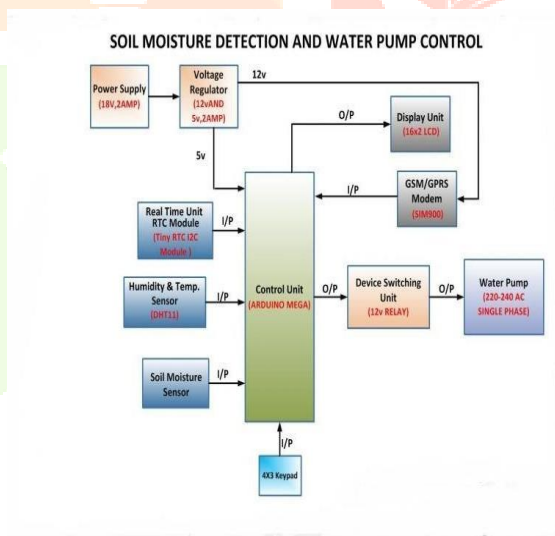 SOIL MOISTURE DETECTION AND WATER PUMP CONTROL
Power Supply
(18V,2AMP)
Voltage
Regulator
(12vAND
5v,2AMP)
12v
5v
O/P
Display Unit
(16x2 LCD)
I/P
GSM/GPRS
Modem
(SIM900)
Real Time Unit
RTC Module
(Tiny RTC I2C
Module )
I/P
Humidity & Temp.
Sensor
(DHT11)
I/P
Control Unit
(ARDUINO MEGA)
O/P
Device Switching
Unit
(12v RELAY)
O/P
Water Pump
(220-240 AC
SINGLE PHASE)
Soil Moisture
Sensor
I/P
I/P
4X3 Keypad